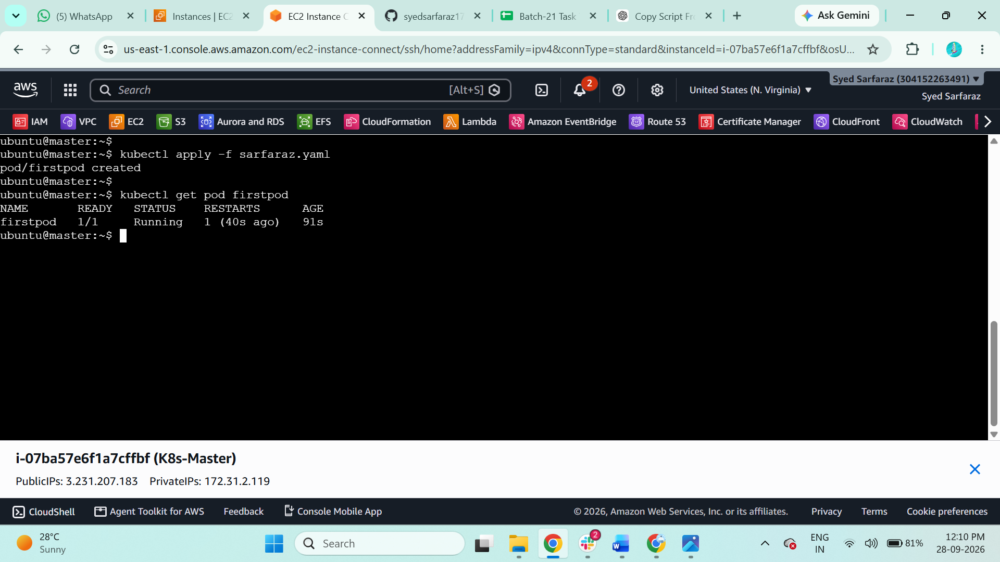 (5) WhatsApp
Instances | EC2
EC2 Instance C
syedsarfaraz17
Batch-21 Task
Copy Script Fr
Ask Gemini
us-east-1.console.aws.amazon.com/ec2-instance-connect/ssh/home?addressFamily=ipv4&connType=standard&instanceId=i-07ba57e6f1a7cffbf&osU...
aws
Search
[Alt+S]
2
United States (N. Virginia)
Syed Sarfaraz (304152263491)
Syed Sarfaraz
IAM
VPC
EC2
S3
Aurora and RDS
EFS
CloudFormation
Lambda
Amazon EventBridge
Route 53
Certificate Manager
CloudFront
CloudWatch
ubuntu@master:~$
ubuntu@master:~$ kubectl apply -f sarfaraz.yaml
pod/firstpod created
ubuntu@master:~$
ubuntu@master:~$ kubectl get pod firstpod
NAME READY STATUS RESTARTS AGE
firstpod 1/1 Running 1 (40s ago) 91s
ubuntu@master:~$
i-07ba57e6f1a7cffbf (K8s-Master)
PublicIPs: 3.231.207.183 PrivateIPs: 172.31.2.119
CloudShell
Agent Toolkit for AWS
Feedback
Console Mobile App
© 2026, Amazon Web Services, Inc. or its affiliates.
Privacy
Terms
Cookie preferences
28°C
Sunny
Search
2
W
ENG
IN
81%
12:10 PM
28-09-2026